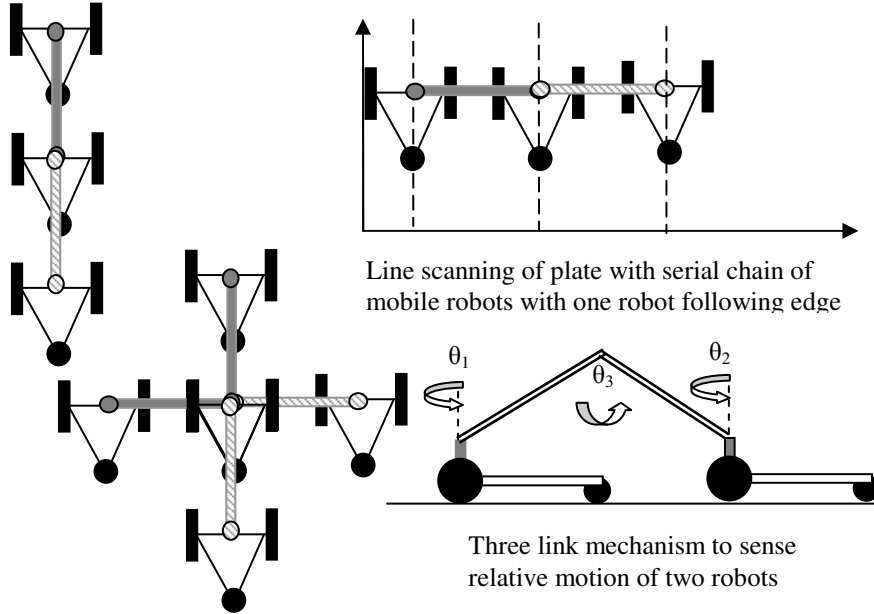 Line scanning of plate with serial chain of
mobile robots with one robot following edge
θ1
θ2
θ3
Three link mechanism to sense
relative motion of two robots